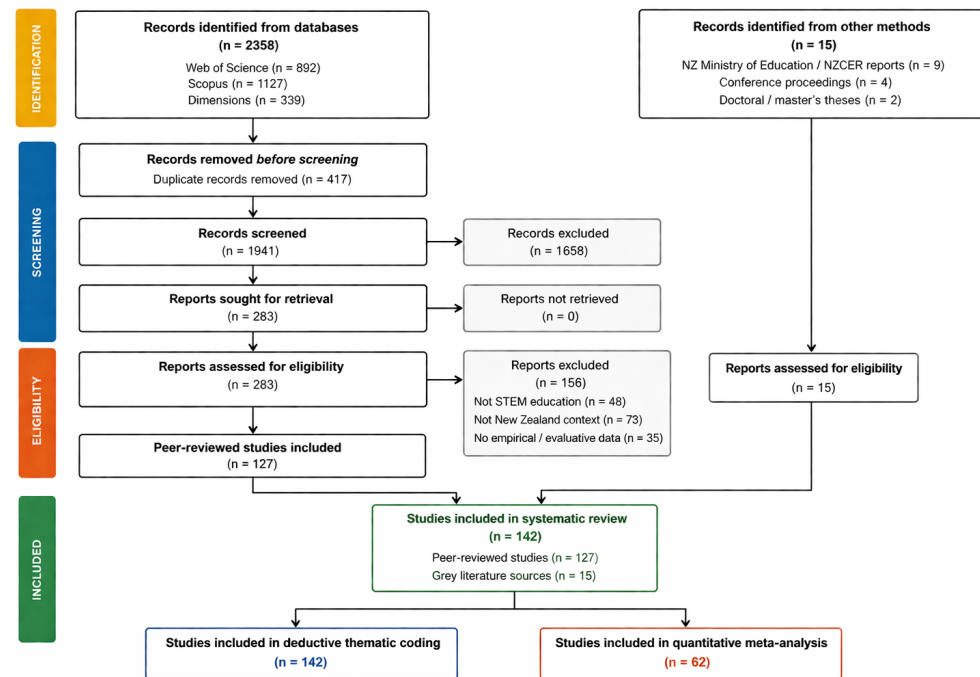 IDENTIFICATION
Records identified from databases
(n = 2358)
Web of Science (n = 892)
Scopus (n = 1127)
Dimensions (n = 339)
Records identified from other methods
(n = 15)
NZ Ministry of Education / NZCER reports (n = 9)
Conference proceedings (n = 4)
Doctoral / master's theses (n = 2)
SCREENING
Records removed before screening
Duplicate records removed (n = 417)
Records screened
(n = 1941)
Records excluded
(n = 1658)
Reports sought for retrieval
(n = 283)
Reports not retrieved
(n = 0)
ELIGIBILITY
Reports assessed for eligibility
(n = 283)
Reports excluded
(n = 156)
Not STEM education (n = 48)
Not New Zealand context (n = 73)
No empirical / evaluative data (n = 35)
Reports assessed for eligibility
(n = 15)
Peer-reviewed studies included
(n = 127)
INCLUDED
Studies included in systematic review
(n = 142)
Peer-reviewed studies (n = 127)
Grey literature sources (n = 15)
Studies included in deductive thematic coding
(n = 142)
Studies included in quantitative meta-analysis
(n = 62)